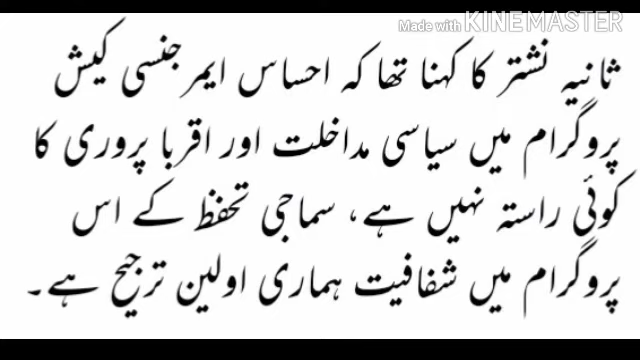 Made with KINEMASTER
ثانیہ نشتر کا کہنا تھا کہ احساس ایمرجنسی کیش
پروگرام میں سیاسی مداخلت اور اقربا پروری کا
کوئی راستہ نہیں ہے، سماجی تحفظ کے اس
پروگرام میں شفافیت ہماری اولین ترجیح ہے۔